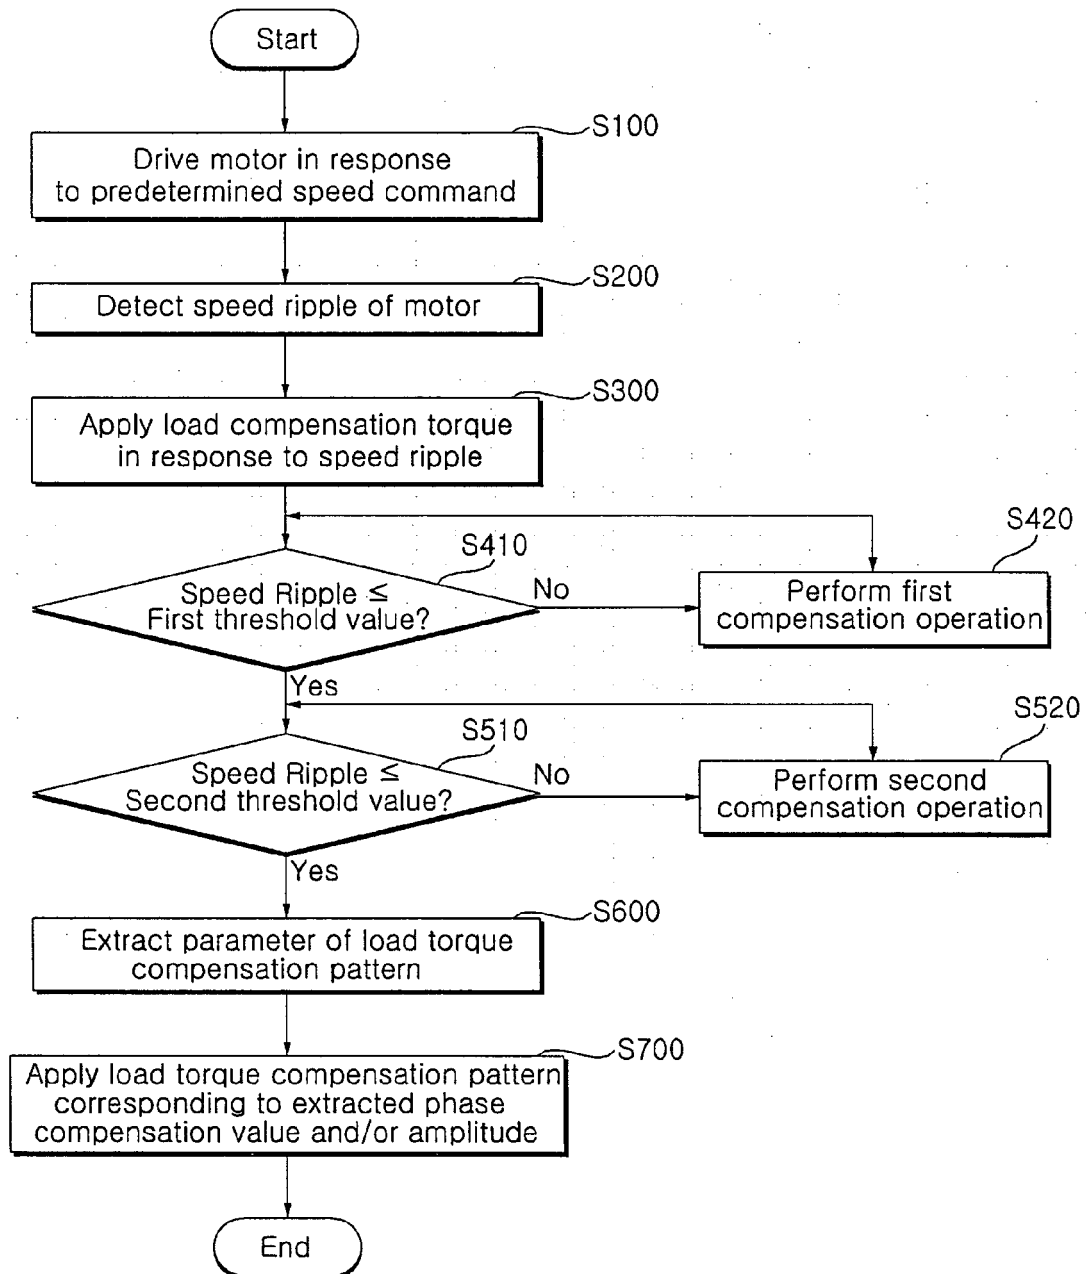 Start
S100
Drive motor in response
to predetermined speed command
S200
Detect speed ripple of motor
S300
Apply load compensation torque
in response to speed ripple
S410
Speed Ripple ≦
First threshold value?
No
S420
Perform first
compensation operation
Yes
S510
Speed Ripple ≦
Second threshold value?
No
S520
Perform second
compensation operation
Yes
S600
Extract parameter of load torque
compensation pattern
S700
Apply load torque compensation pattern
corresponding to extracted phase
compensation value and/or amplitude
End